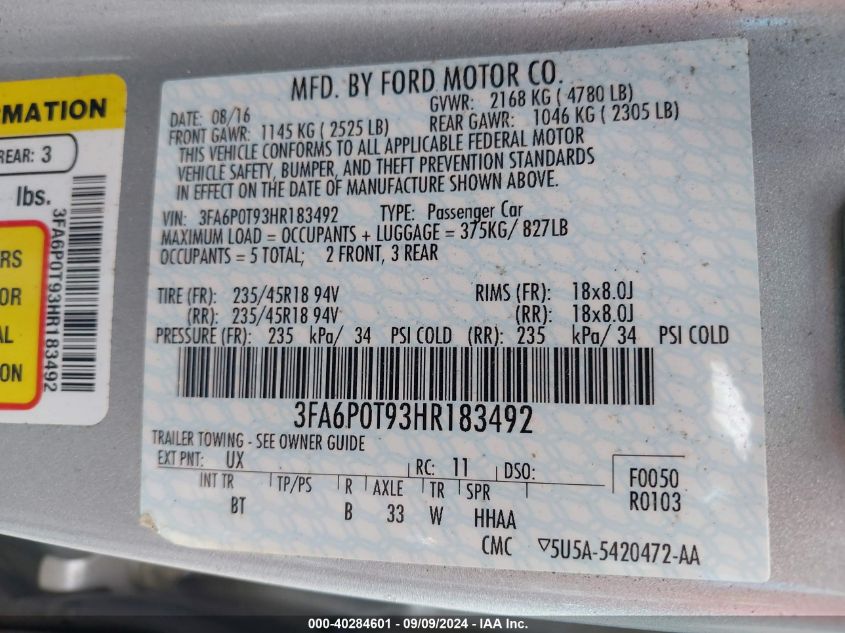 RMATION
REAR: 3
lbs.
RS
OR
AL
ON
3FA6P0T93HR183492
MFD. BY FORD MOTOR CO.
DATE: 08/16 GVWR: 2168 KG ( 4780 LB)
FRONT GAWR: 1145 KG ( 2525 LB) REAR GAWR: 1046 KG ( 2305 LB)
THIS VEHICLE CONFORMS TO ALL APPLICABLE FEDERAL MOTOR
VEHICLE SAFETY, BUMPER, AND THEFT PREVENTION STANDARDS
IN EFFECT ON THE DATE OF MANUFACTURE SHOWN ABOVE.
VIN: 3FA6P0T93HR183492 TYPE: Passenger Car
MAXIMUM LOAD = OCCUPANTS + LUGGAGE = 375KG/ 827LB
OCCUPANTS = 5 TOTAL; 2 FRONT, 3 REAR
TIRE (FR): 235/45R18 94V RIMS (FR): 18x8.0J
(RR): 235/45R18 94V (RR): 18x8.0J
PRESSURE (FR): 235 kPa/ 34 PSI COLD (RR): 235 kPa/ 34 PSI COLD
3FA6P0T93HR183492
TRAILER TOWING - SEE OWNER GUIDE
EXT PNT: UX RC: 11 DSO: F0050
INT TR TP/PS R AXLE TR SPR R0103
BT B 33 W HHAA
CMC ▽5U5A-5420472-AA
000-40284601 - 09/09/2024 - IAA Inc.